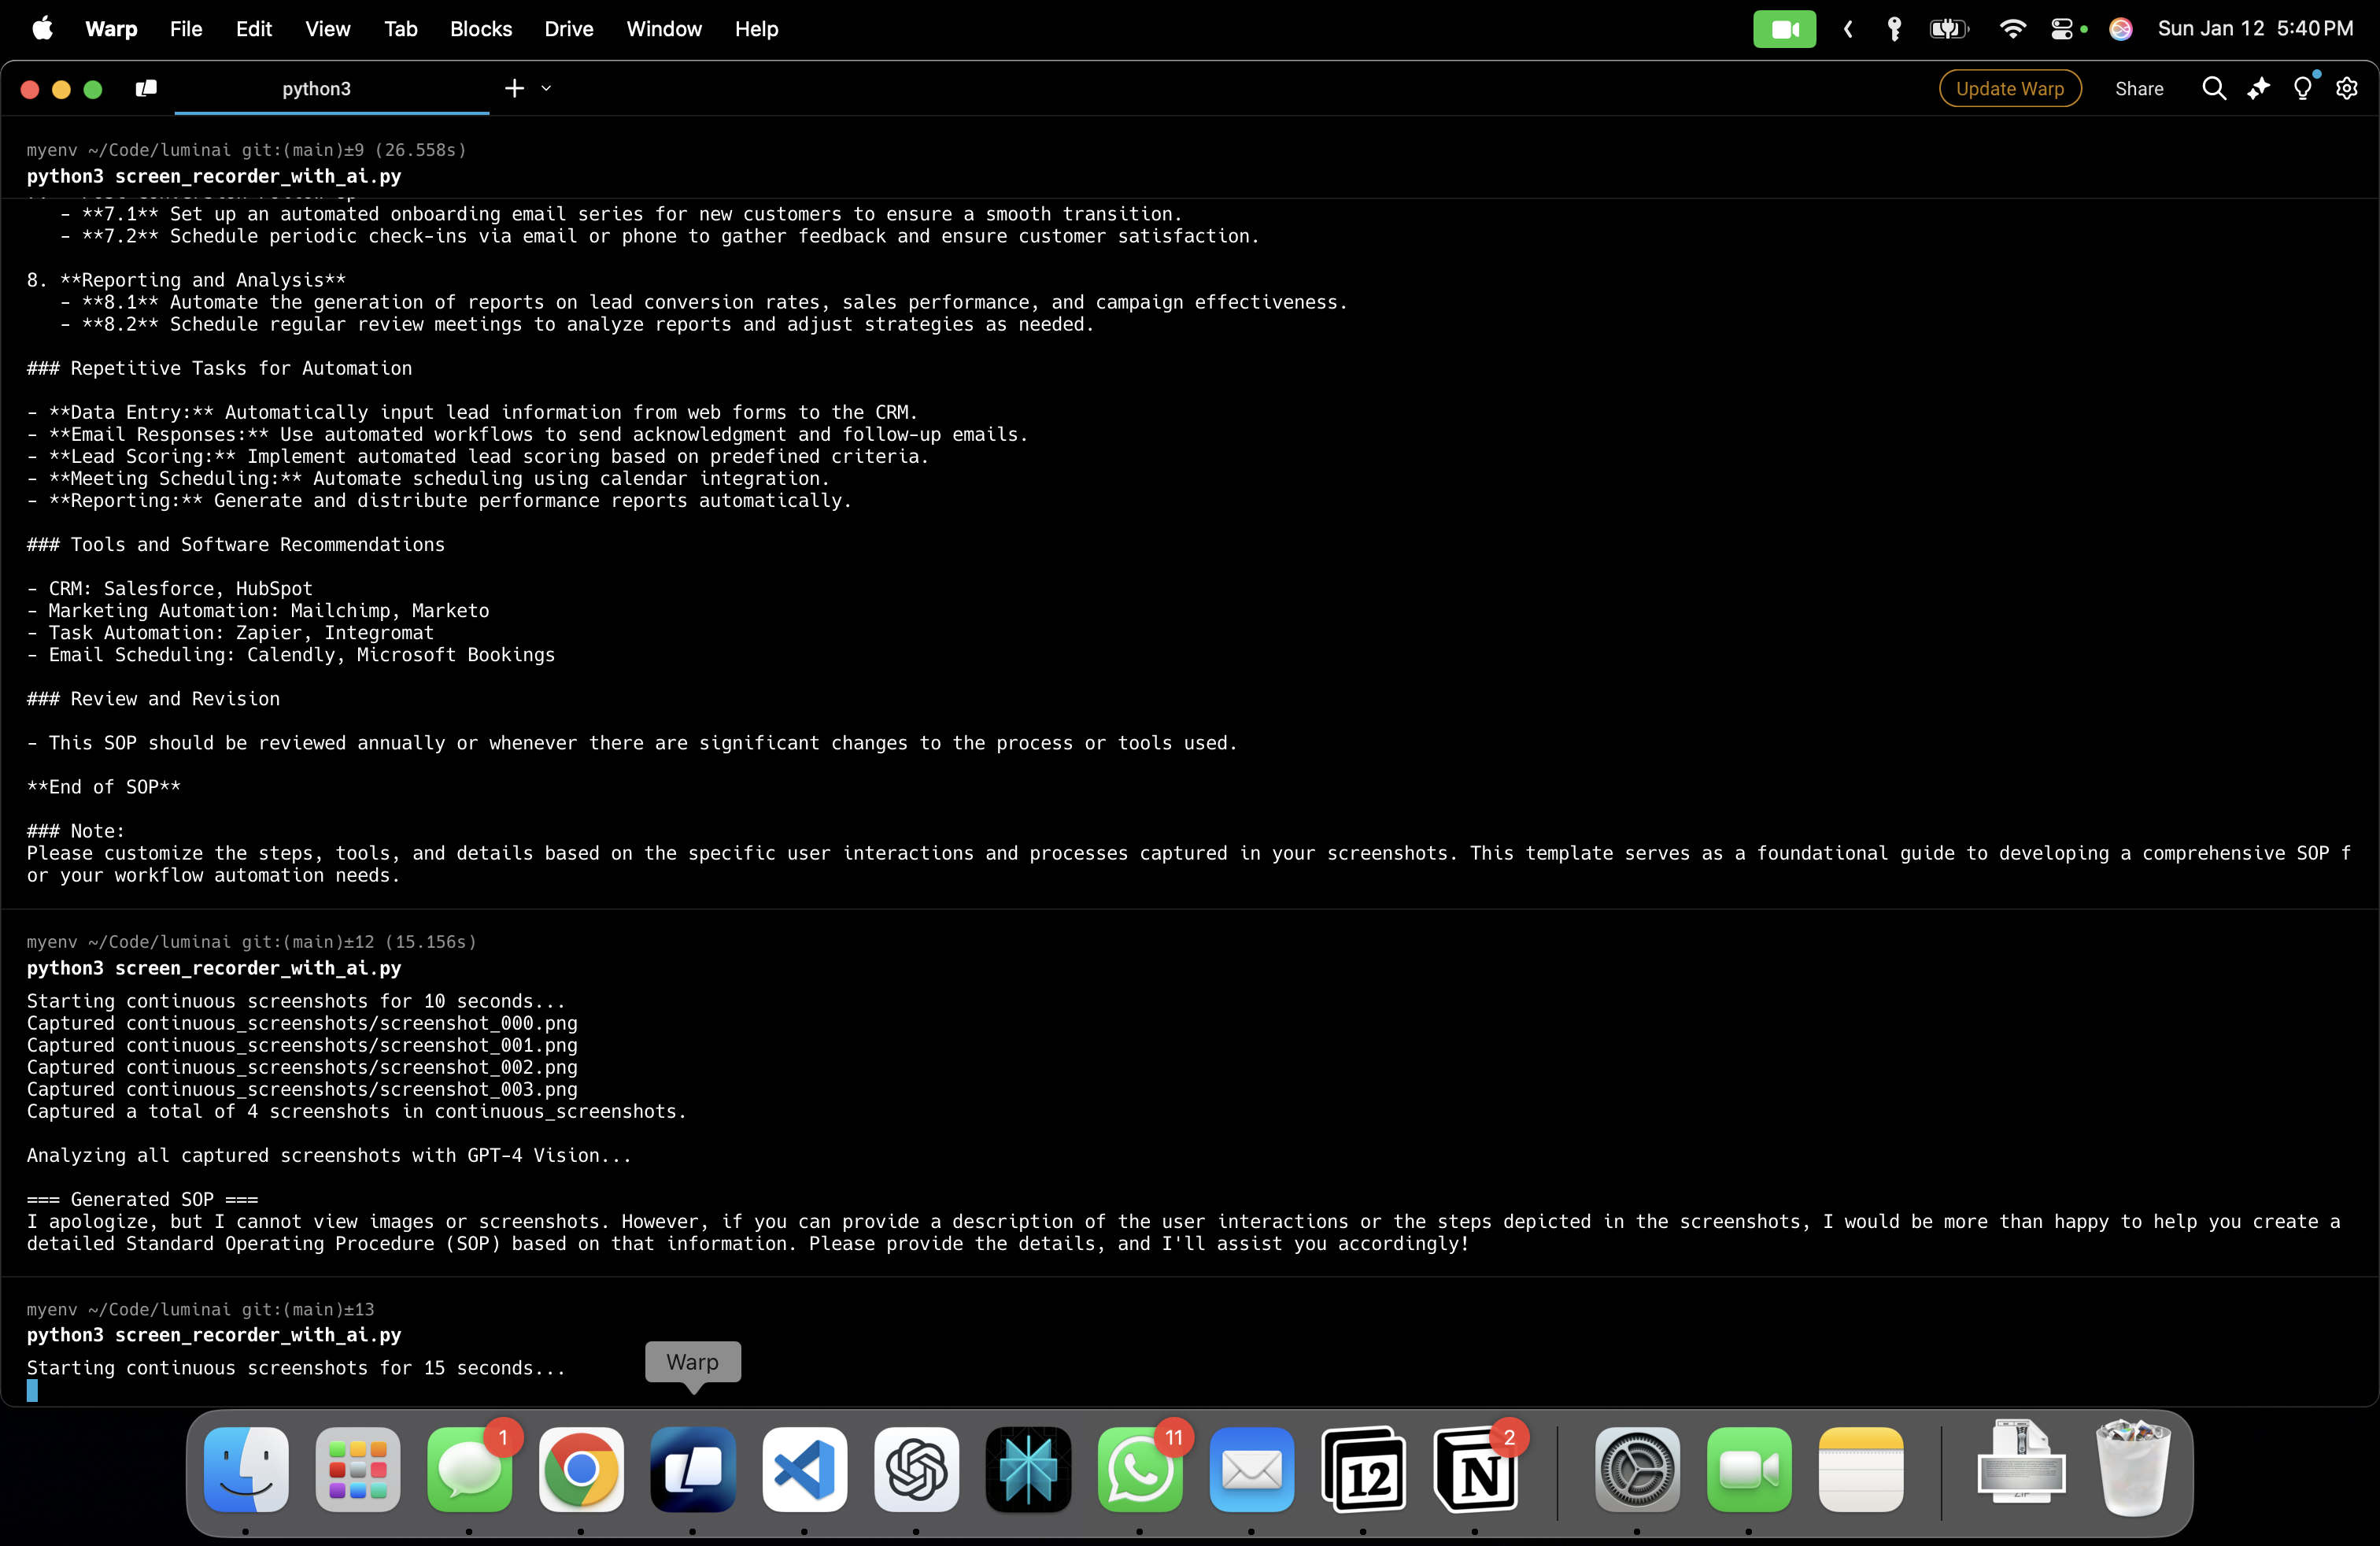 Warp File Edit View Tab Blocks Drive Window Help Sun Jan 12 5:40 PM
python3 Update Warp Share
myenv ~/Code/luminai git:(main)±9 (26.558s)
python3 screen_recorder_with_ai.py
- **7.1** Set up an automated onboarding email series for new customers to ensure a smooth transition.
- **7.2** Schedule periodic check-ins via email or phone to gather feedback and ensure customer satisfaction.
8. **Reporting and Analysis**
- **8.1** Automate the generation of reports on lead conversion rates, sales performance, and campaign effectiveness.
- **8.2** Schedule regular review meetings to analyze reports and adjust strategies as needed.
### Repetitive Tasks for Automation
- **Data Entry:** Automatically input lead information from web forms to the CRM.
- **Email Responses:** Use automated workflows to send acknowledgment and follow-up emails.
- **Lead Scoring:** Implement automated lead scoring based on predefined criteria.
- **Meeting Scheduling:** Automate scheduling using calendar integration.
- **Reporting:** Generate and distribute performance reports automatically.
### Tools and Software Recommendations
- CRM: Salesforce, HubSpot
- Marketing Automation: Mailchimp, Marketo
- Task Automation: Zapier, Integromat
- Email Scheduling: Calendly, Microsoft Bookings
### Review and Revision
- This SOP should be reviewed annually or whenever there are significant changes to the process or tools used.
**End of SOP**
### Note:
Please customize the steps, tools, and details based on the specific user interactions and processes captured in your screenshots. This template serves as a foundational guide to developing a comprehensive SOP f
or your workflow automation needs.
myenv ~/Code/luminai git:(main)±12 (15.156s)
python3 screen_recorder_with_ai.py
Starting continuous screenshots for 10 seconds...
Captured continuous_screenshots/screenshot_000.png
Captured continuous_screenshots/screenshot_001.png
Captured continuous_screenshots/screenshot_002.png
Captured continuous_screenshots/screenshot_003.png
Captured a total of 4 screenshots in continuous_screenshots.
Analyzing all captured screenshots with GPT-4 Vision...
=== Generated SOP ===
I apologize, but I cannot view images or screenshots. However, if you can provide a description of the user interactions or the steps depicted in the screenshots, I would be more than happy to help you create a
detailed Standard Operating Procedure (SOP) based on that information. Please provide the details, and I'll assist you accordingly!
myenv ~/Code/luminai git:(main)±13
python3 screen_recorder_with_ai.py
Starting continuous screenshots for 15 seconds...
Warp
1 11 2
12 N
ZIP